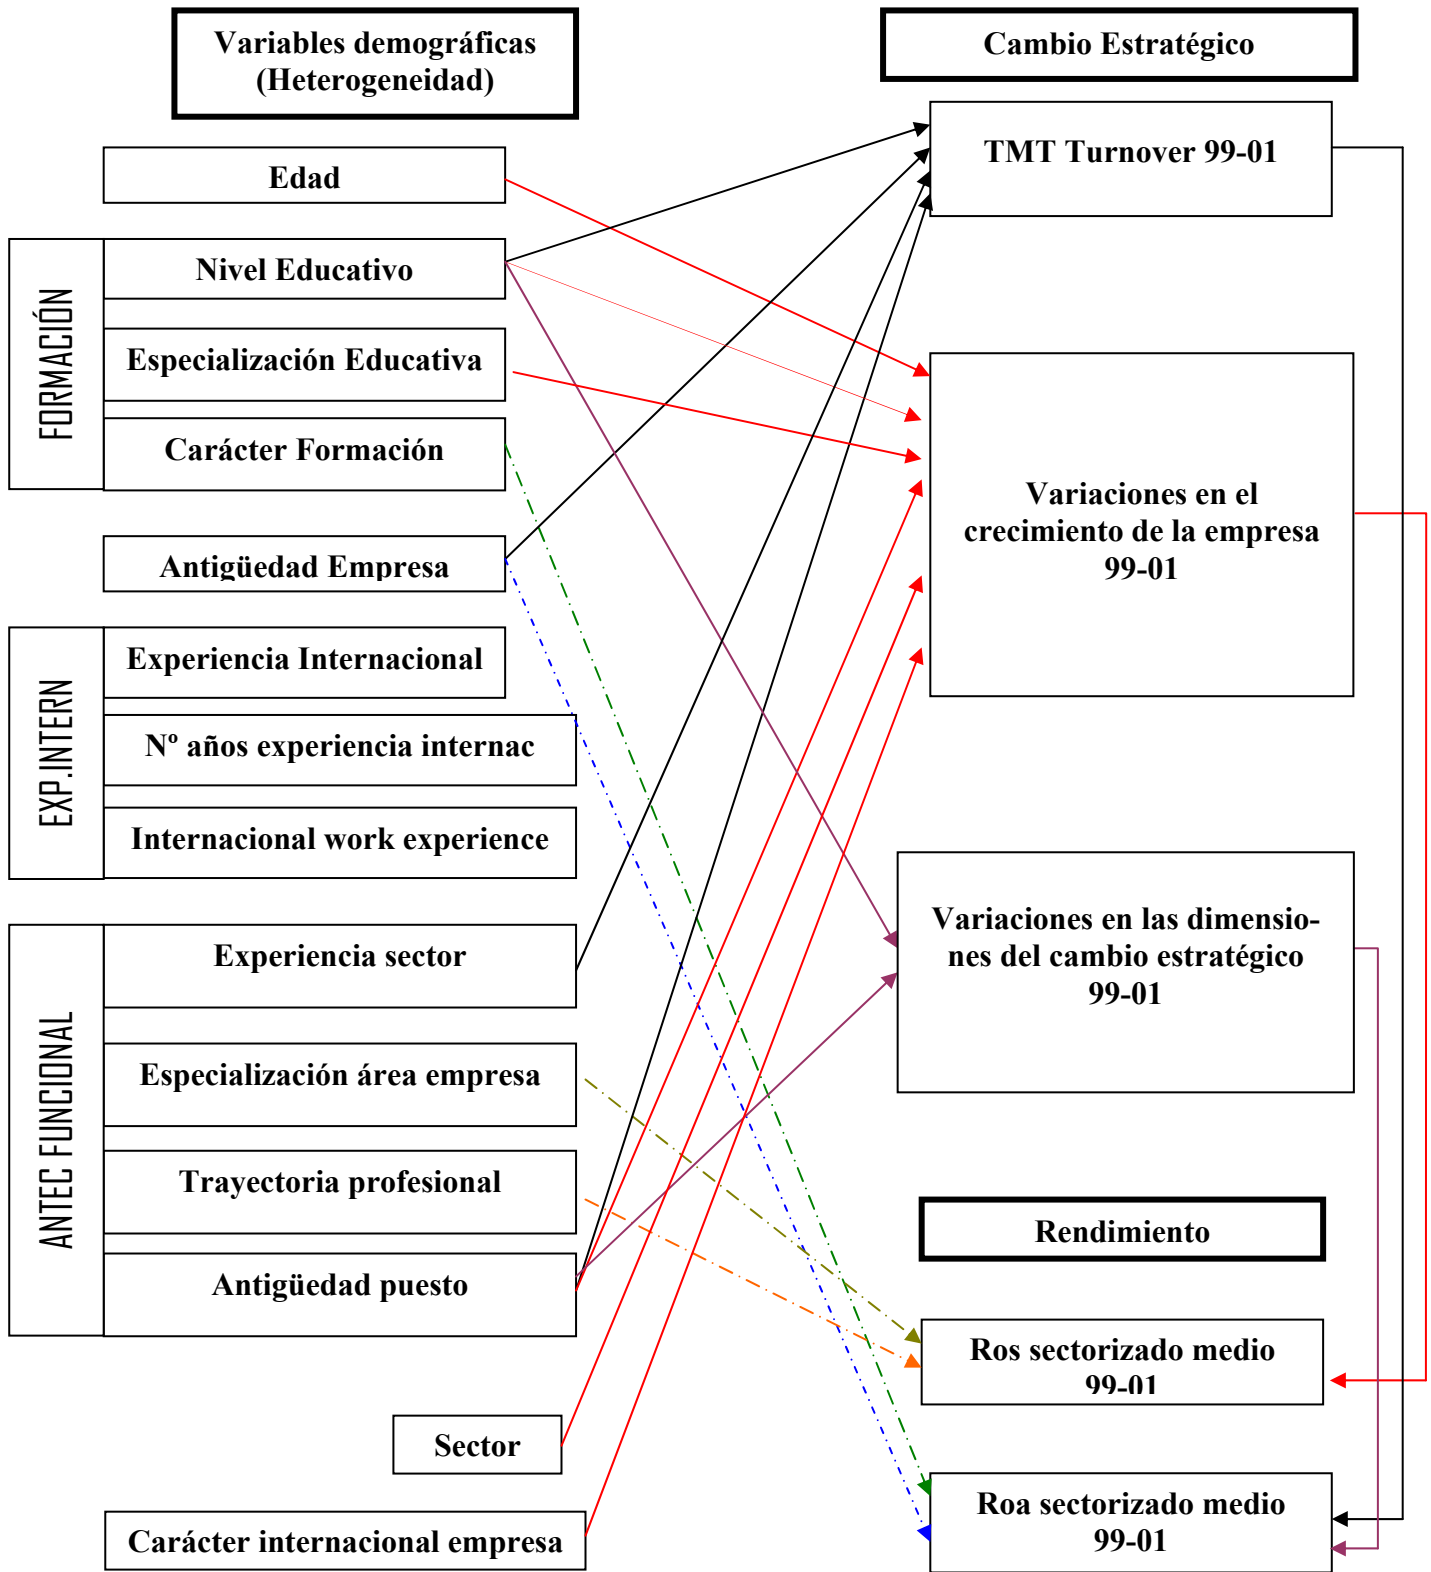 Variables demográficas
(Heterogeneidad)
Cambio Estratégico
TMT Turnover 99-01
Edad
FORMACIÓN
Nivel Educativo
Especialización Educativa
Carácter Formación
Variaciones en el
crecimiento de la empresa
99-01
Antigüedad Empresa
EXP.INTERN
Experiencia Internacional
Nº años experiencia internac
Internacional work experience
Variaciones en las dimensio-
nes del cambio estratégico
99-01
ANTEC FUNCIONAL
Experiencia sector
Especialización área empresa
Trayectoria profesional
Antigüedad puesto
Rendimiento
Ros sectorizado medio
99-01
Sector
Roa sectorizado medio
99-01
Carácter internacional empresa